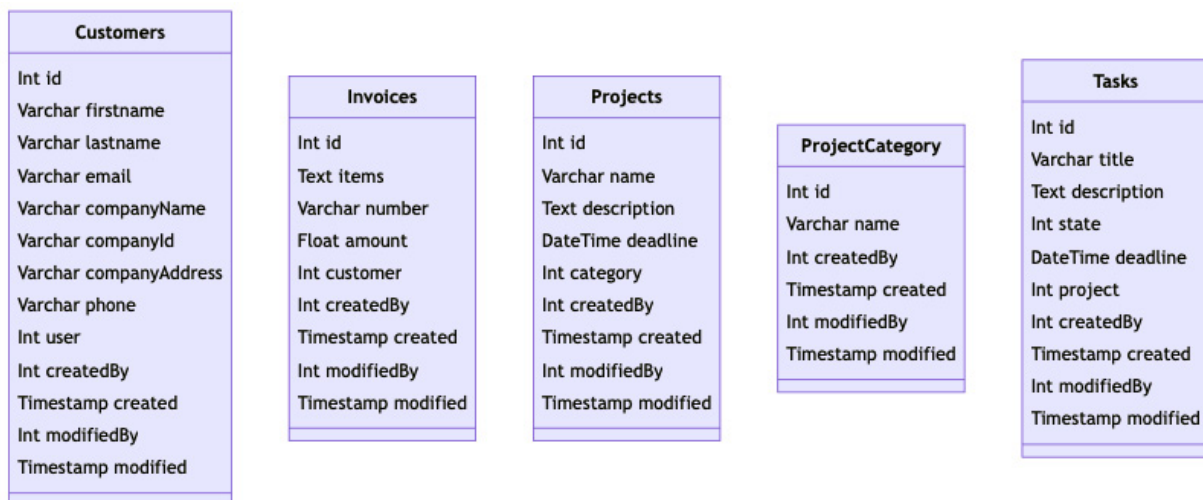 Customers
Int id
Varchar firstname
Varchar lastname
Varchar email
Varchar companyName
Varchar companyId
Varchar companyAddress
Varchar phone
Int user
Int createdBy
Timestamp created
Int modifiedBy
Timestamp modified
Invoices
Int id
Text items
Varchar number
Float amount
Int customer
Int createdBy
Timestamp created
Int modifiedBy
Timestamp modified
Projects
Int id
Varchar name
Text description
DateTime deadline
Int category
Int createdBy
Timestamp created
Int modifiedBy
Timestamp modified
ProjectCategory
Int id
Varchar name
Int createdBy
Timestamp created
Int modifiedBy
Timestamp modified
Tasks
Int id
Varchar title
Text description
Int state
DateTime deadline
Int project
Int createdBy
Timestamp created
Int modifiedBy
Timestamp modified